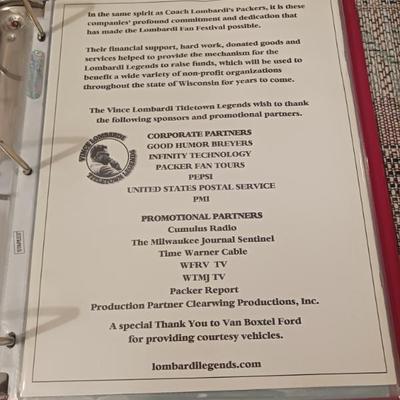 In the same spirit as Coach Lombardi's Packers, it is these
companies' profound commitment and dedication that
has made the Lombardi Fan Festival possible.
Their financial support, hard work, donated goods and
services helped to provide the mechanism for the
Lombardi Legends to raise funds, which will be used to
benefit a wide variety of non-profit organizations
throughout the state of Wisconsin for years to come.
The Vince Lombardi Titletown Legends wish to thank
the following sponsors and promotional partners.
VINCE LOMBARDI
TITLETOWN LEGENDS
CORPORATE PARTNERS
GOOD HUMOR BREYERS
INFINITY TECHNOLOGY
PACKER FAN TOURS
PEPSI
UNITED STATES POSTAL SERVICE
PMI
PROMOTIONAL PARTNERS
Cumulus Radio
The Milwaukee Journal Sentinel
Time Warner Cable
WFRV TV
WTMJ TV
Packer Report
Production Partner Clearwing Productions, Inc.
A special Thank You to Van Boxtel Ford
for providing courtesy vehicles.
lombardilegends.com